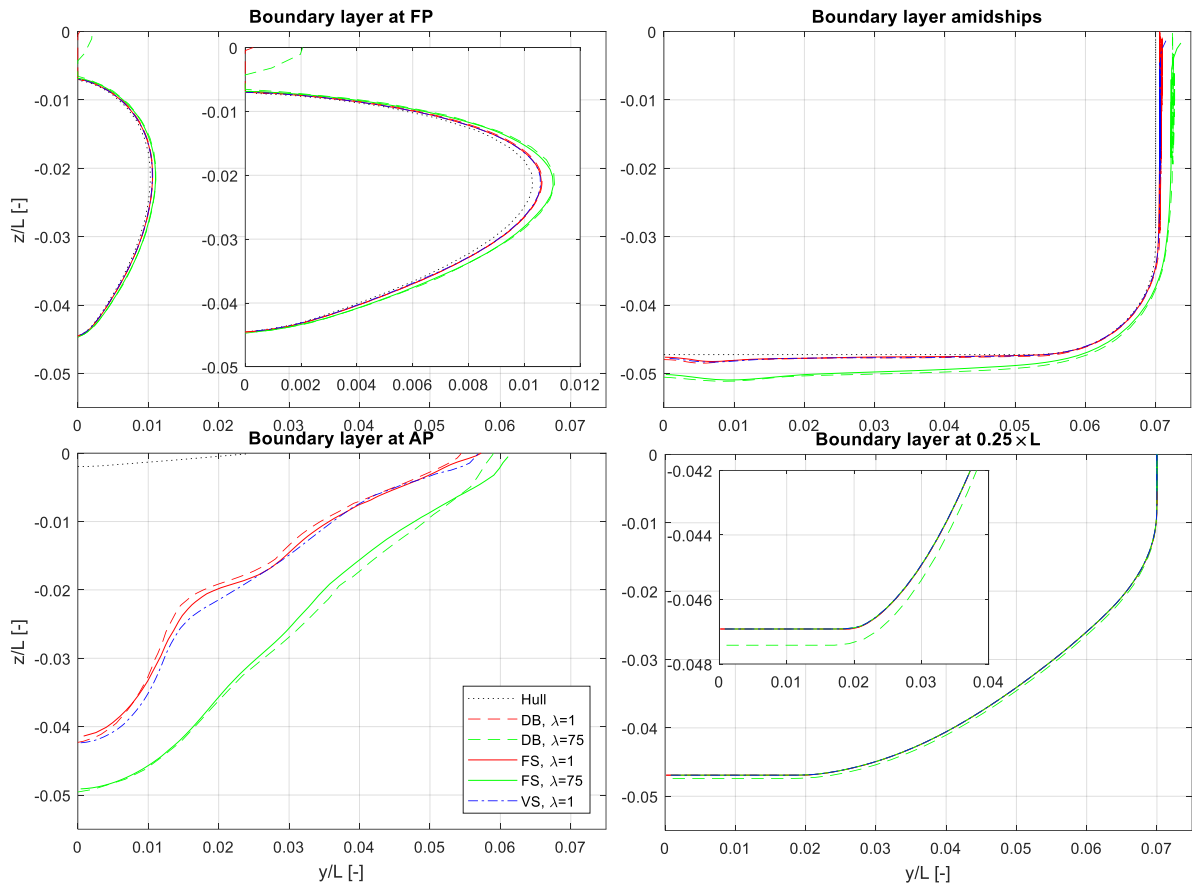 Boundary layer at FP
0
-0.01
-0.02
-0.03
-0.04
-0.05
z/L [-]
0 0.01 0.02 0.03 0.04 0.05 0.06 0.07
0
-0.01
-0.02
-0.03
-0.04
-0.05
0 0.002 0.004 0.006 0.008 0.01 0.012
Boundary layer amidships
0
-0.01
-0.02
-0.03
-0.04
-0.05
0 0.01 0.02 0.03 0.04 0.05 0.06 0.07
Boundary layer at AP
0
-0.01
-0.02
-0.03
-0.04
-0.05
z/L [-]
0 0.01 0.02 0.03 0.04 0.05 0.06 0.07
y/L [-]
Hull
DB, λ=1
DB, λ=75
FS, λ=1
FS, λ=75
VS, λ=1
Boundary layer at 0.25×L
0
-0.01
-0.02
-0.03
-0.04
-0.05
0 0.01 0.02 0.03 0.04 0.05 0.06 0.07
y/L [-]
-0.042
-0.044
-0.046
-0.048
0 0.01 0.02 0.03 0.04